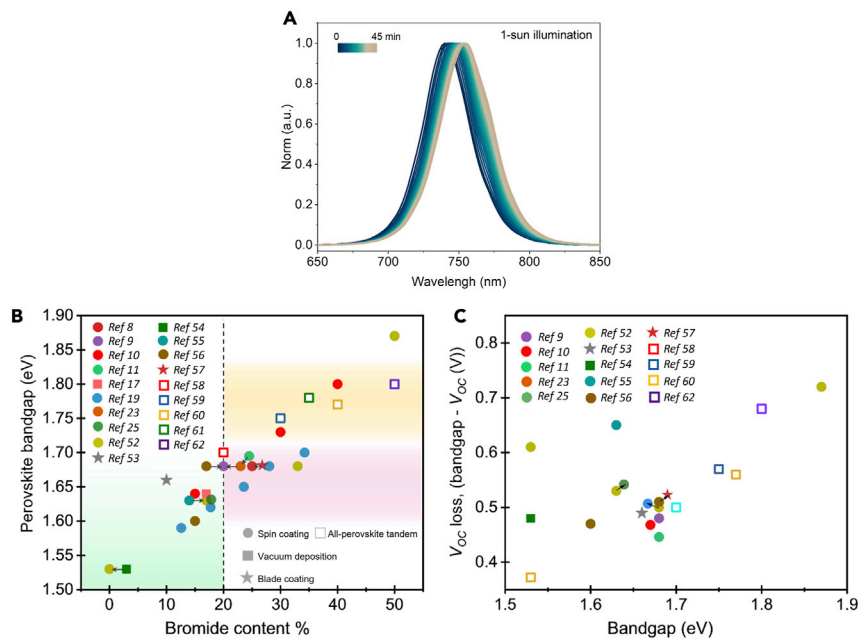 A
0 45 min
1-sun illumination
1.0
0.8
0.6
0.4
0.2
0.0
Norm (a.u.)
650 700 750 800 850
Wavelengh (nm)
B
1.90
1.85
1.80
1.75
1.70
1.65
1.60
1.55
1.50
Perovskite bandgap (eV)
Ref 8
Ref 9
Ref 10
Ref 11
Ref 17
Ref 19
Ref 23
Ref 25
Ref 52
Ref 53
Ref 54
Ref 55
Ref 56
Ref 57
Ref 58
Ref 59
Ref 60
Ref 61
Ref 62
Spin coating All-perovskite tandem
Vacuum deposition
Blade coating
0 10 20 30 40 50
Bromide content %
C
0.8
0.7
0.6
0.5
0.4
VOC loss, (bandgap - VOC (V))
Ref 9
Ref 10
Ref 11
Ref 23
Ref 25
Ref 52
Ref 53
Ref 54
Ref 55
Ref 56
Ref 57
Ref 58
Ref 59
Ref 60
Ref 62
1.5 1.6 1.7 1.8 1.9
Bandgap (eV)